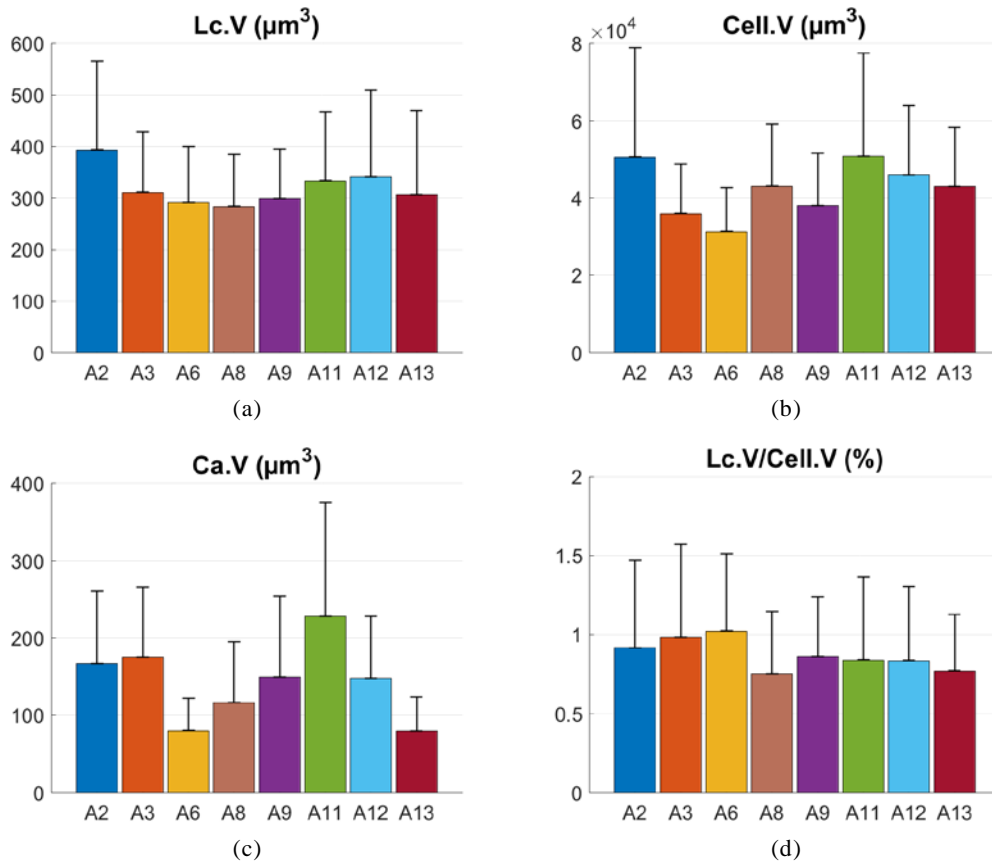 Lc.V (µm³)
600
500
400
300
200
100
0
A2 A3 A6 A8 A9 A11 A12 A13
(a)
Cell.V (µm³)
×10⁴
8
6
4
2
0
A2 A3 A6 A8 A9 A11 A12 A13
(b)
Ca.V (µm³)
400
300
200
100
0
A2 A3 A6 A8 A9 A11 A12 A13
(c)
Lc.V/Cell.V (%)
2
1.5
1
0.5
0
A2 A3 A6 A8 A9 A11 A12 A13
(d)